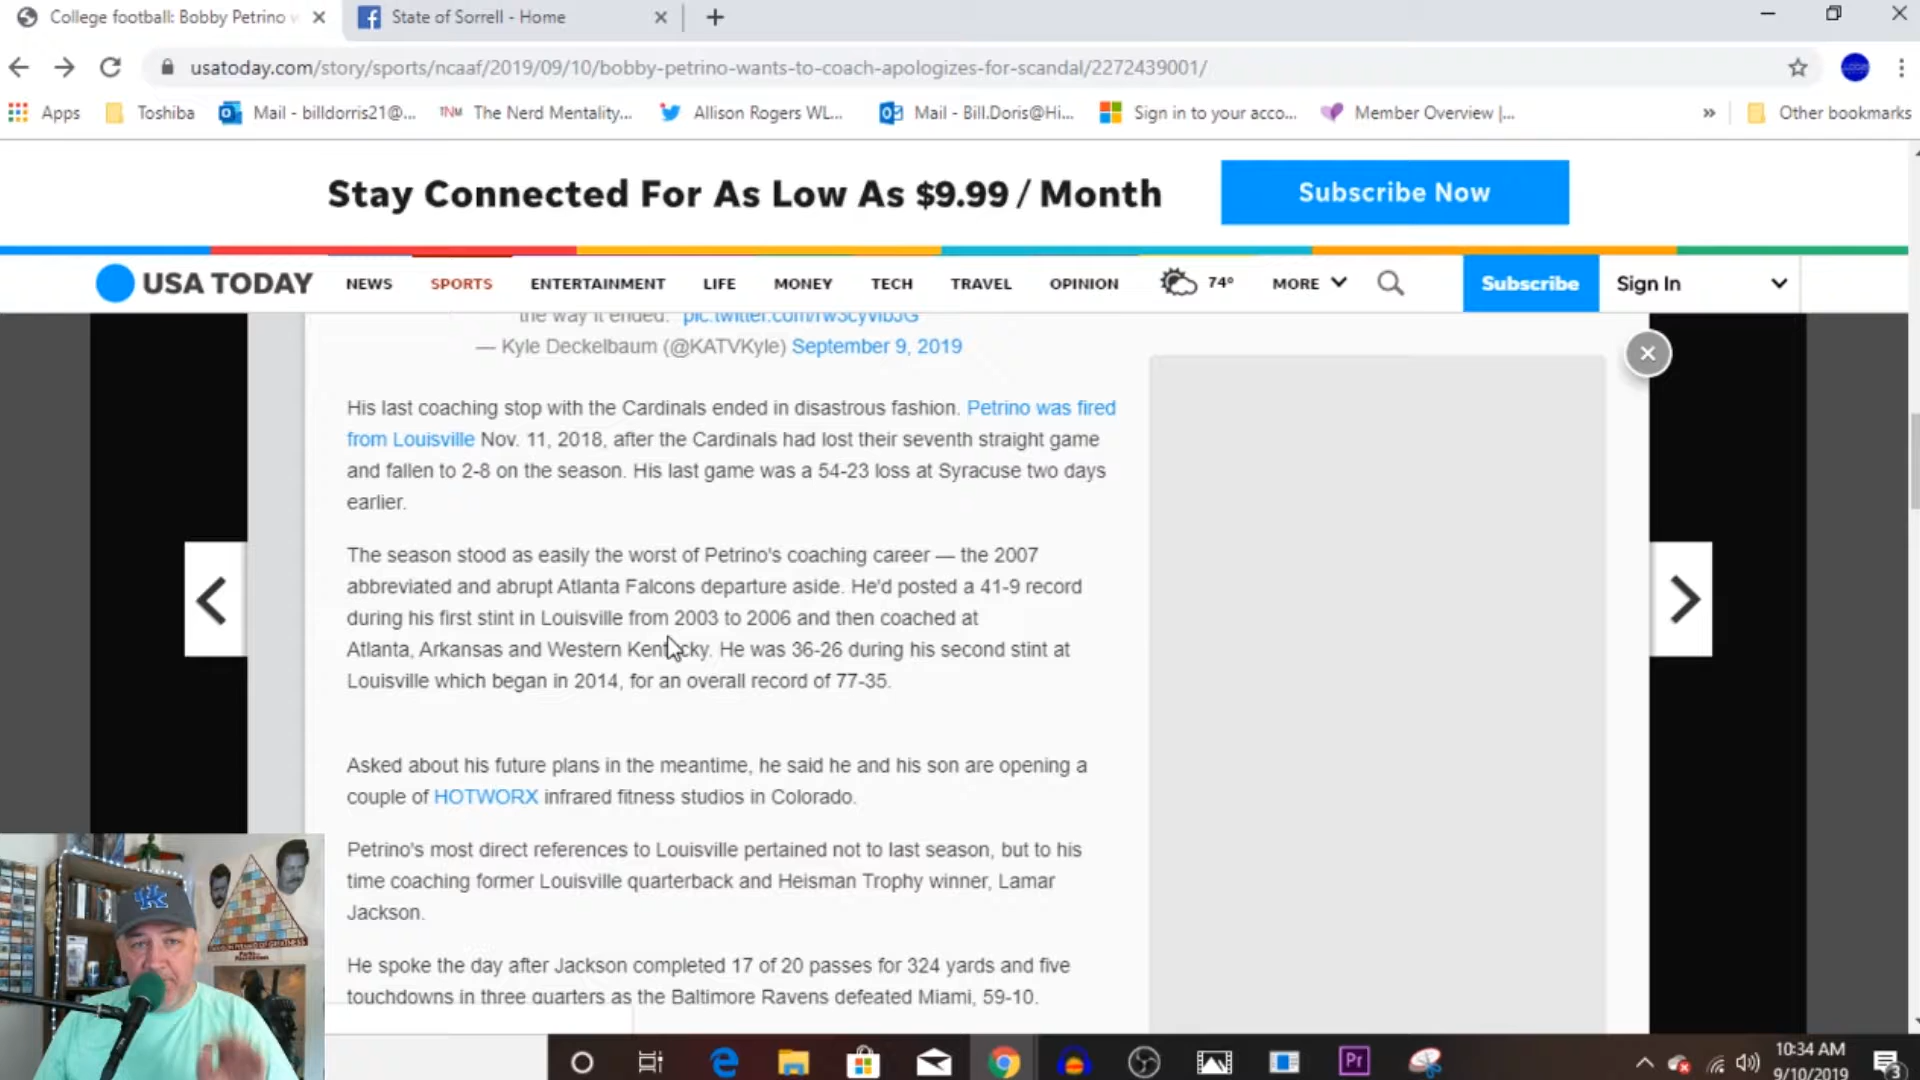 College football: Bobby Petrino w
State of Sorrell - Home
usatoday.com/story/sports/ncaaf/2019/09/10/bobby-petrino-wants-to-coach-apologizes-for-scandal/2272439001/
Apps
Toshiba
Mail - billdorris21@...
TNM
The Nerd Mentality...
Allison Rogers WL...
Mail - Bill.Doris@Hi...
Sign in to your acco...
Member Overview |...
»
Other bookmarks
Stay Connected For As Low As $9.99 / Month
Subscribe Now
USA TODAY
NEWS
SPORTS
ENTERTAINMENT
LIFE
MONEY
TECH
TRAVEL
OPINION
74°
MORE
Subscribe
Sign In
the way it ended."
— Kyle Deckelbaum (@KATVKyle) September 9, 2019
His last coaching stop with the Cardinals ended in disastrous fashion. Petrino was fired
from Louisville Nov. 11, 2018, after the Cardinals had lost their seventh straight game
and fallen to 2-8 on the season. His last game was a 54-23 loss at Syracuse two days
earlier.
The season stood as easily the worst of Petrino's coaching career — the 2007
abbreviated and abrupt Atlanta Falcons departure aside. He'd posted a 41-9 record
during his first stint in Louisville from 2003 to 2006 and then coached at
Atlanta, Arkansas and Western Kentucky. He was 36-26 during his second stint at
Louisville which began in 2014, for an overall record of 77-35.
Asked about his future plans in the meantime, he said he and his son are opening a
couple of HOTWORX infrared fitness studios in Colorado.
Petrino's most direct references to Louisville pertained not to last season, but to his
time coaching former Louisville quarterback and Heisman Trophy winner, Lamar
Jackson.
He spoke the day after Jackson completed 17 of 20 passes for 324 yards and five
touchdowns in three quarters as the Baltimore Ravens defeated Miami, 59-10.
Pr
10:34 AM
9/10/2019
3